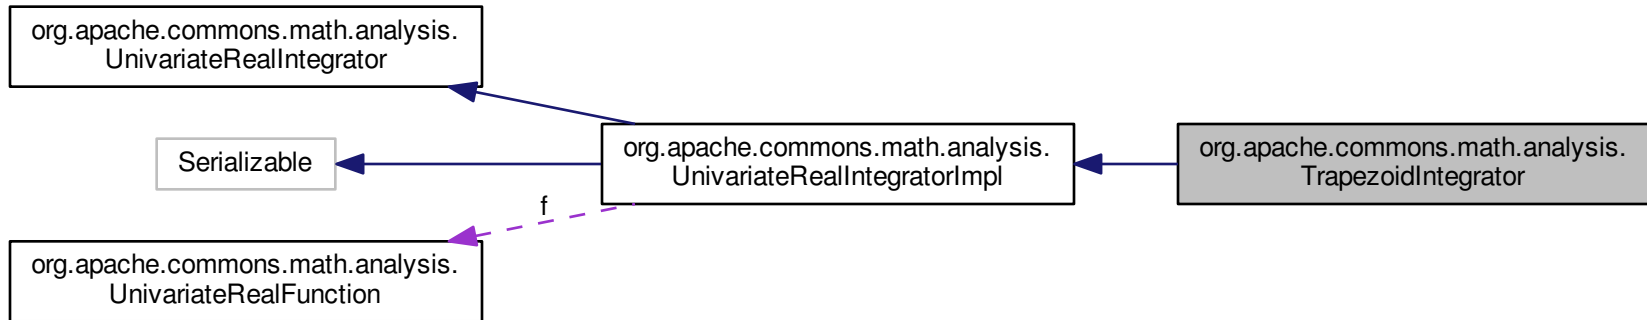 org.apache.commons.math.analysis.
UnivariateRealIntegrator
Serializable
org.apache.commons.math.analysis.
UnivariateRealIntegratorImpl
org.apache.commons.math.analysis.
TrapezoidIntegrator
f
org.apache.commons.math.analysis.
UnivariateRealFunction